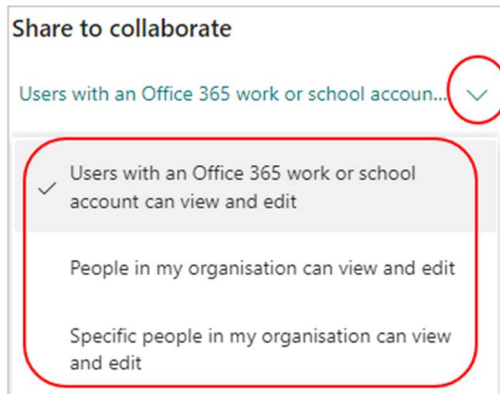 Share to collaborate
Users with an Office 365 work or school accoun...
Users with an Office 365 work or school
account can view and edit
People in my organisation can view and edit
Specific people in my organisation can view
and edit